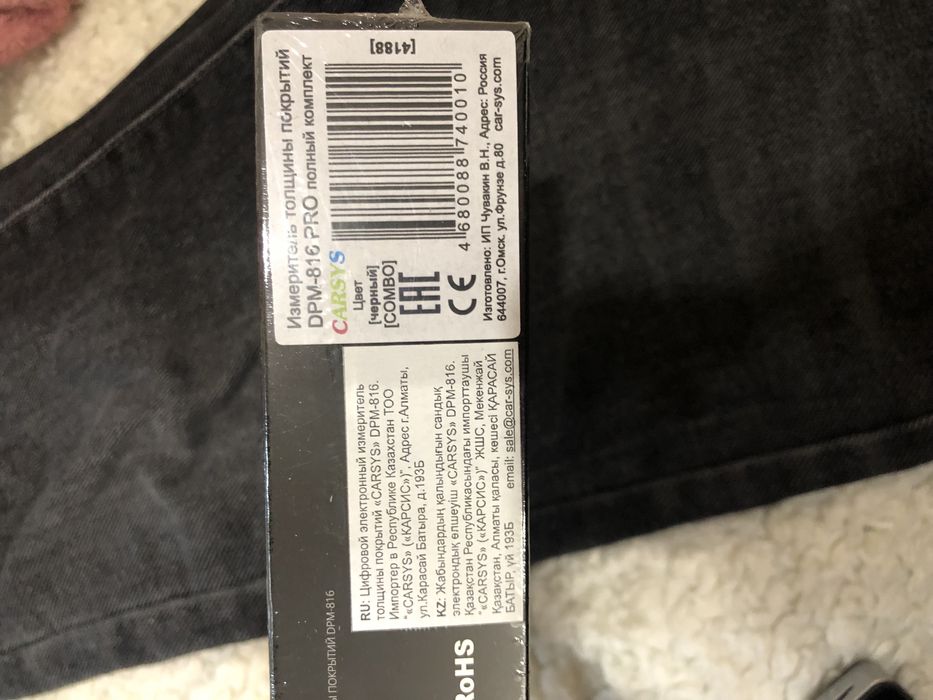 Измеритель толщины покрытий
DPM-816 PRO полный комплект
CARSYS
Цвет
[черный]
[COMBO]
EAC
CE
[4188]
4 680088 740010
Изготовлено: ИП Чувакин В.Н., Адрес: Россия
644007, г.Омск. ул.Фрунзе д.80 car-sys.com
RU: Цифровой электронный измеритель
толщины покрытий «CARSYS» DPM-816.
Импортер в Республике Казахстан ТОО
“«CARSYS» («КАРСИС»)”, Адрес г.Алматы,
ул.Карасай Батыра, д.193Б
KZ: Жабындардың қалындығын сандық
электрондық өлшеуіш «CARSYS» DPM-816.
Қазақстан Республикасындағы импорттаушы
“«CARSYS» («КАРСИС»)” ЖШС, Мекенжай
Қазақстан, Алматы қаласы, көшесі ҚАРАСАЙ
БАТЫР, үй 193Б email: sale@car-sys.com
Ы ПОКРЫТИЙ DPM-816
RoHS